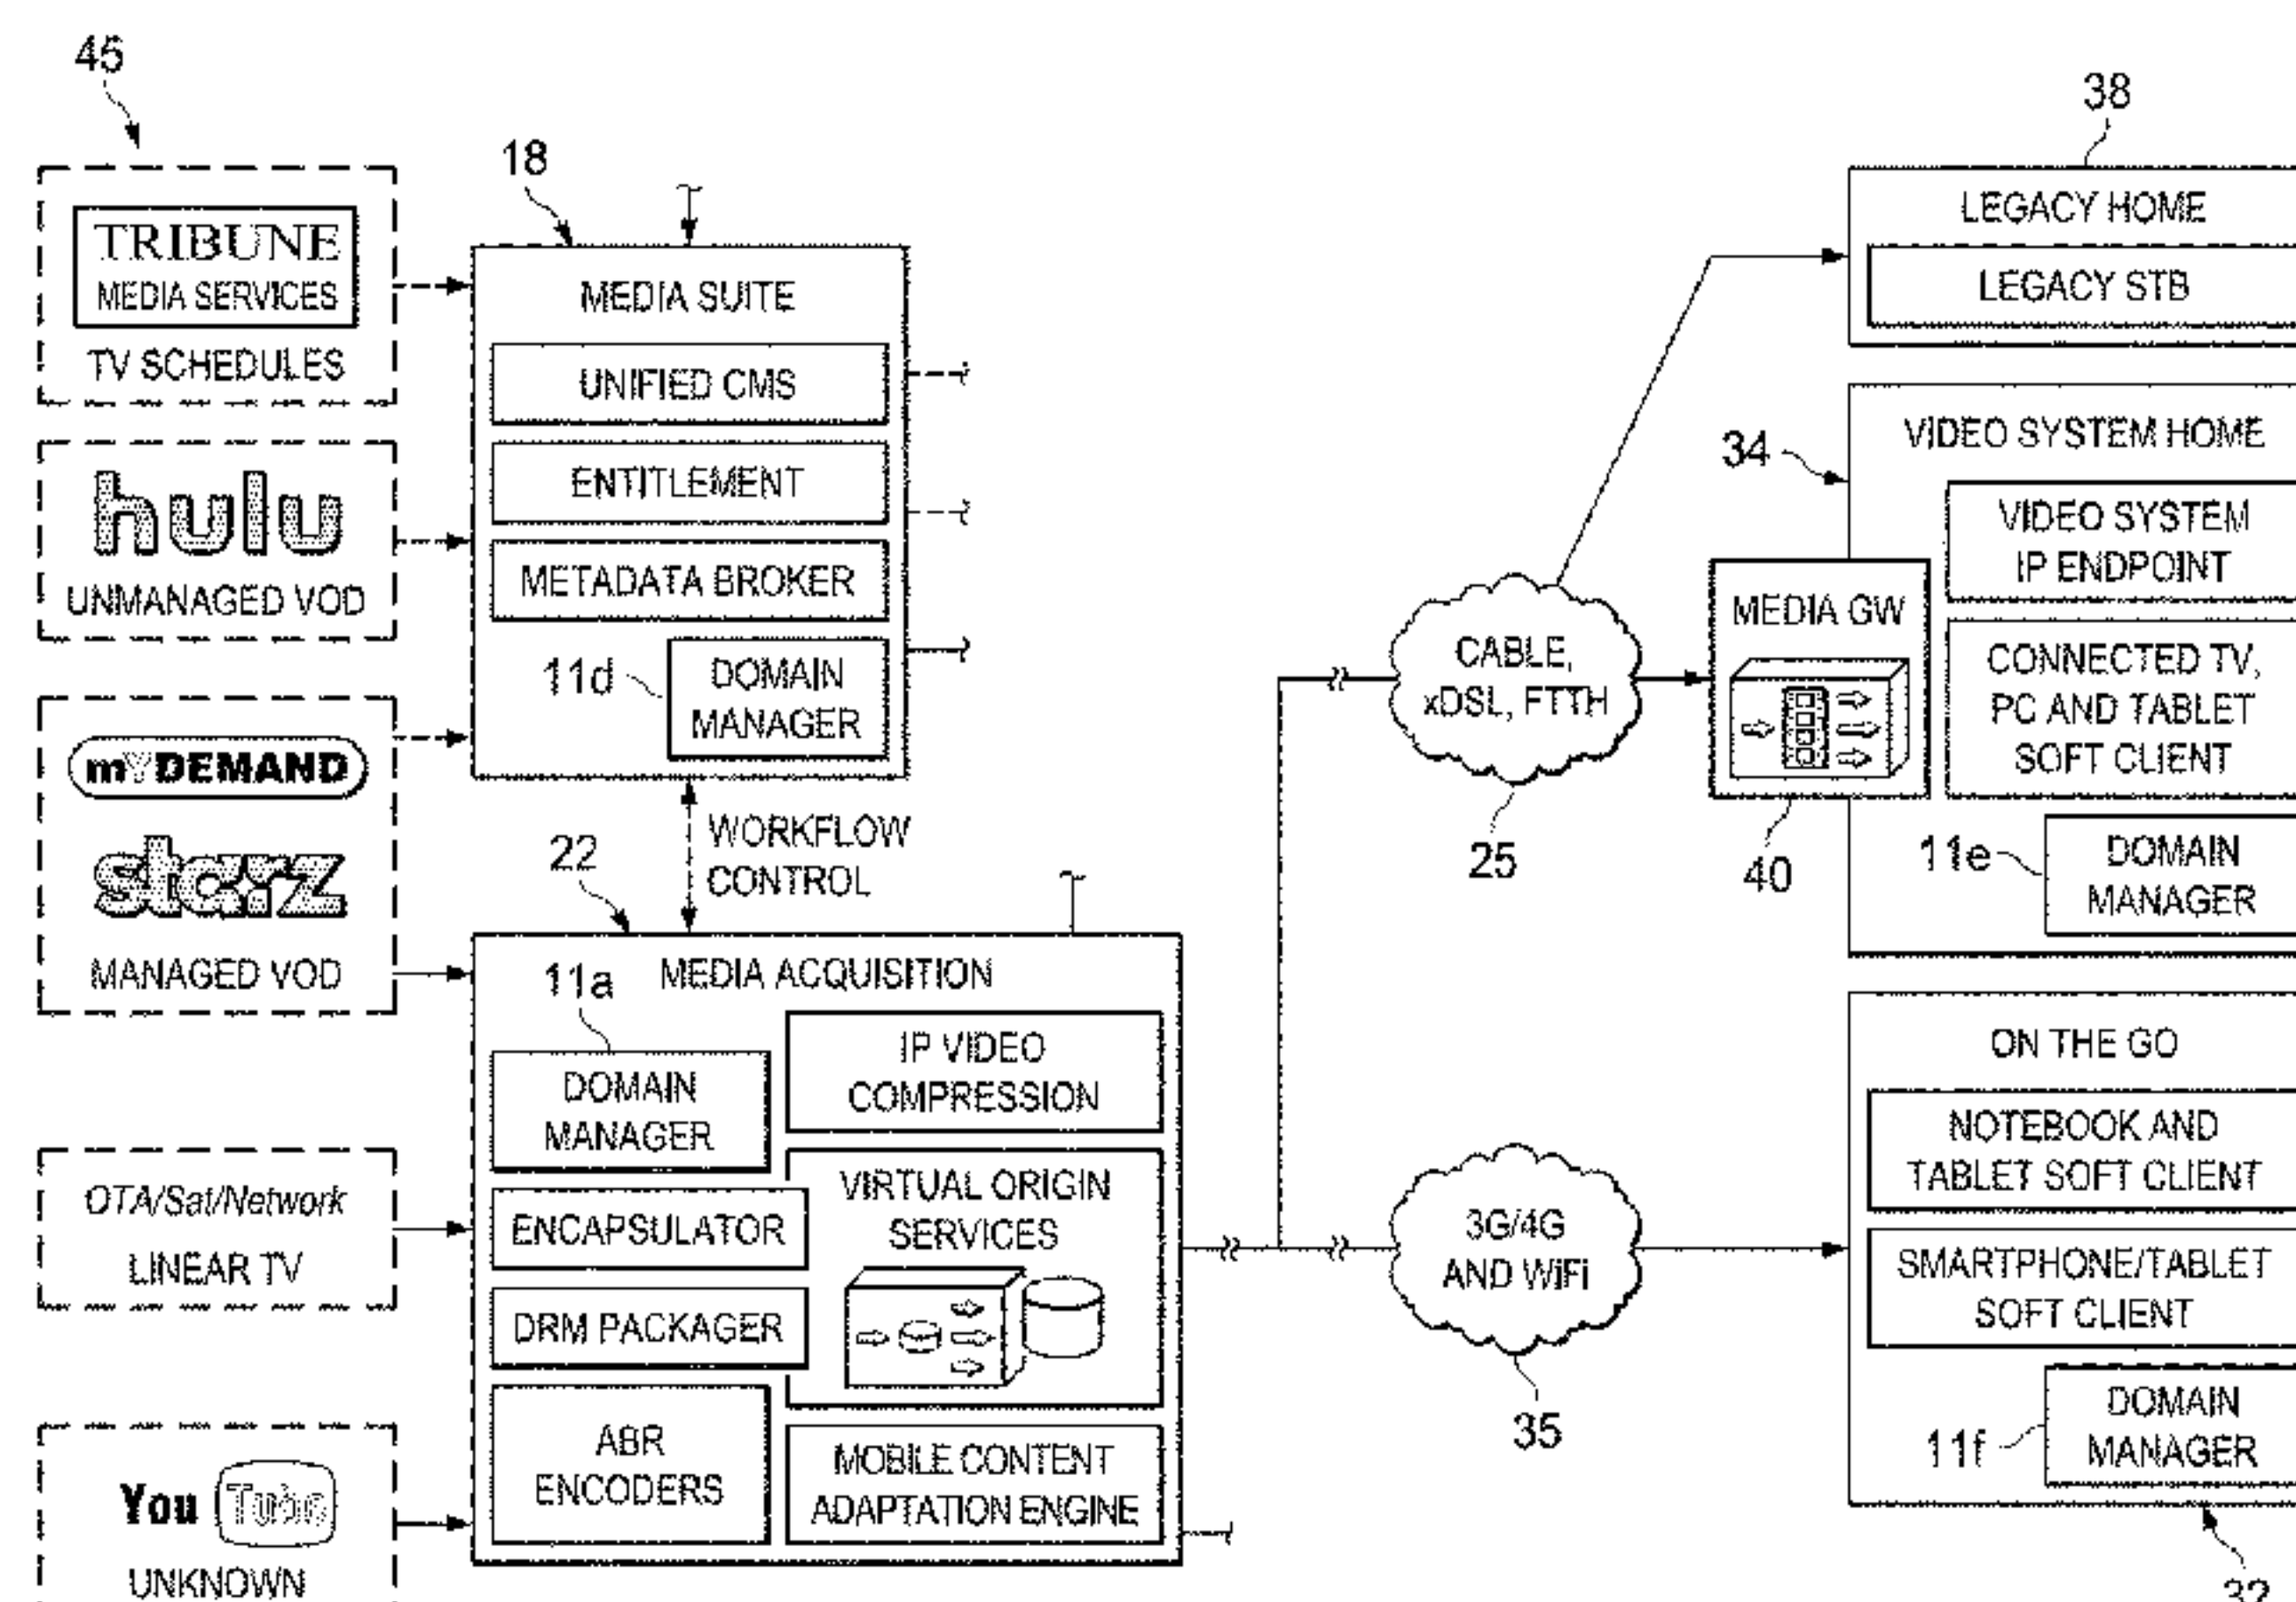 45
TRIBUNE
MEDIA SERVICES
TV SCHEDULES
hulu
UNMANAGED VOD
mYDEMAND
starz
MANAGED VOD
OTA/Sat/Network
LINEAR TV
You Tube
UNKNOWN
18
MEDIA SUITE
UNIFIED CMS
ENTITLEMENT
METADATA BROKER
11d
DOMAIN
MANAGER
WORKFLOW
CONTROL
22
MEDIA ACQUISITION
11a
DOMAIN
MANAGER
IP VIDEO
COMPRESSION
ENCAPSULATOR
DRM PACKAGER
VIRTUAL ORIGIN
SERVICES
ABR
ENCODERS
MOBILE CONTENT
ADAPTATION ENGINE
CABLE,
xDSL, FTTH
25
3G/4G
AND WiFi
35
38
LEGACY HOME
LEGACY STB
34
VIDEO SYSTEM HOME
VIDEO SYSTEM
IP ENDPOINT
MEDIA GW
40
CONNECTED TV,
PC AND TABLET
SOFT CLIENT
11e
DOMAIN
MANAGER
ON THE GO
NOTEBOOK AND
TABLET SOFT CLIENT
SMARTPHONE/TABLET
SOFT CLIENT
11f
DOMAIN
MANAGER
32